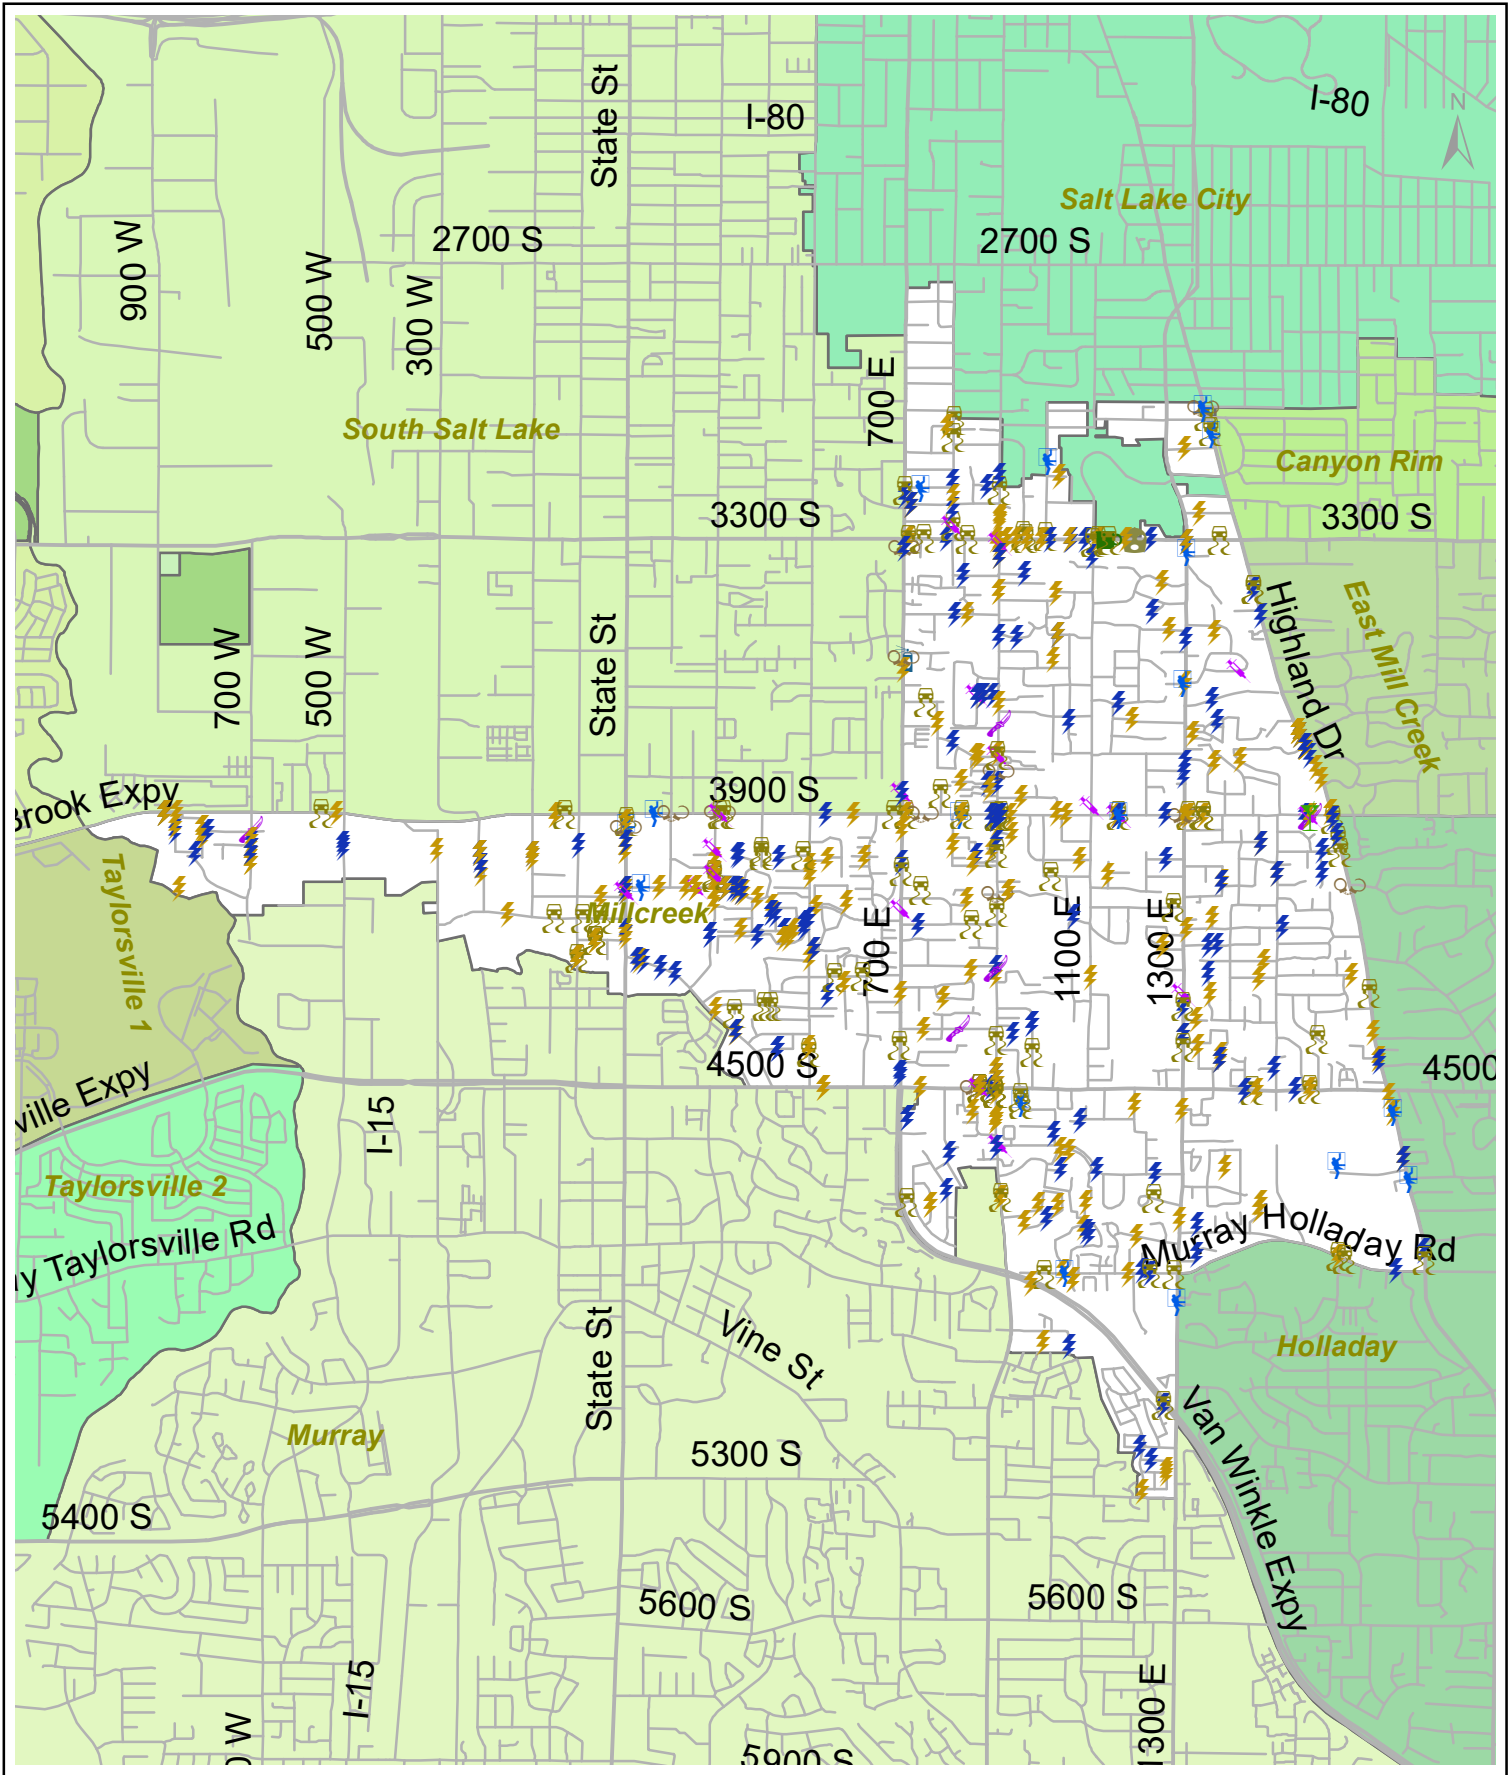 State St
I-80
I-80
N
Salt Lake City
900 W
500 W
300 W
2700 S
2700 S
700 E
South Salt Lake
Canyon Rim
3300 S
3300 S
Highland Dr
East Mill Creek
700 W
500 W
State St
3900 S
Brook Expy
Taylorsville 1
Millcreek
700 E
1100 E
1300 E
4500 S
4500
ville Expy
I-15
Taylorsville 2
y Taylorsville Rd
Murray Holladay Rd
State St
Vine St
Holladay
Murray
5300 S
Van Winkle Expy
5400 S
5600 S
5600 S
I-15
1300 E
0 W
5900 S